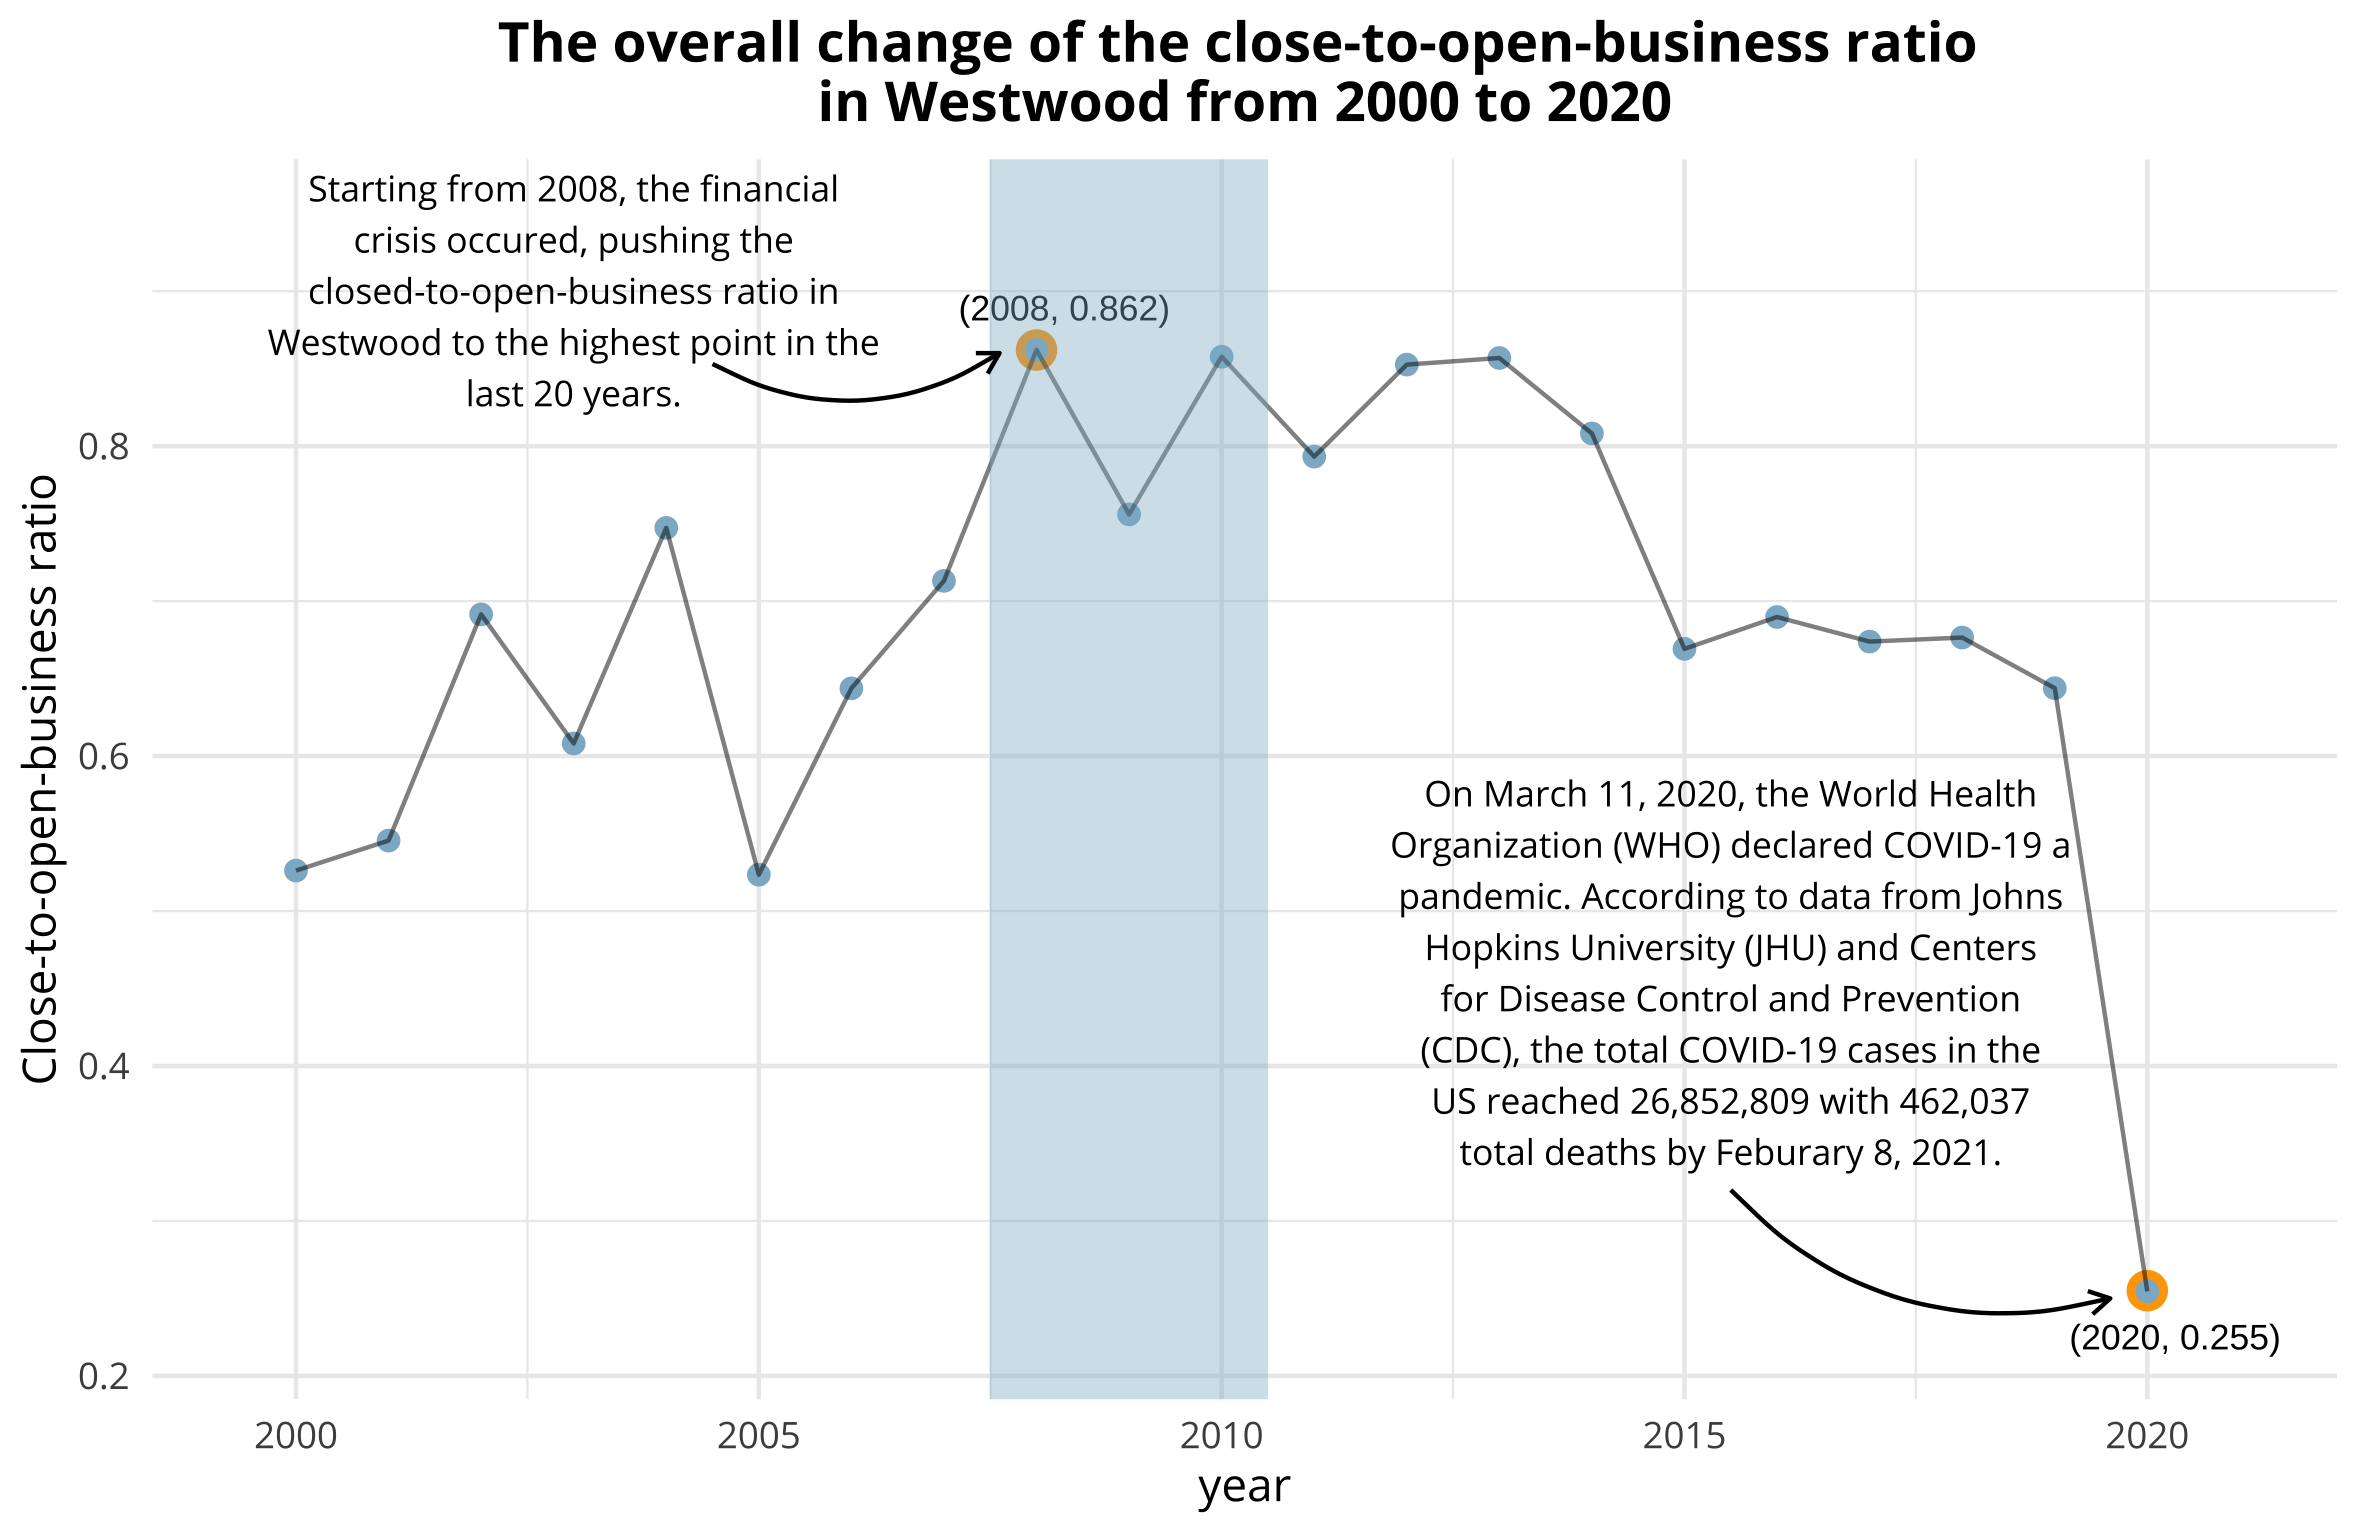 The overall change of the close-to-open-business ratio
in Westwood from 2000 to 2020
Starting from 2008, the financial
crisis occured, pushing the
closed-to-open-business ratio in
Westwood to the highest point in the
last 20 years.
(2008, 0.862)
Close-to-open-business ratio
0.8
0.6
0.4
0.2
On March 11, 2020, the World Health
Organization (WHO) declared COVID-19 a
pandemic. According to data from Johns
Hopkins University (JHU) and Centers
for Disease Control and Prevention
(CDC), the total COVID-19 cases in the
US reached 26,852,809 with 462,037
total deaths by Feburary 8, 2021.
(2020, 0.255)
2000
2005
2010
2015
2020
year